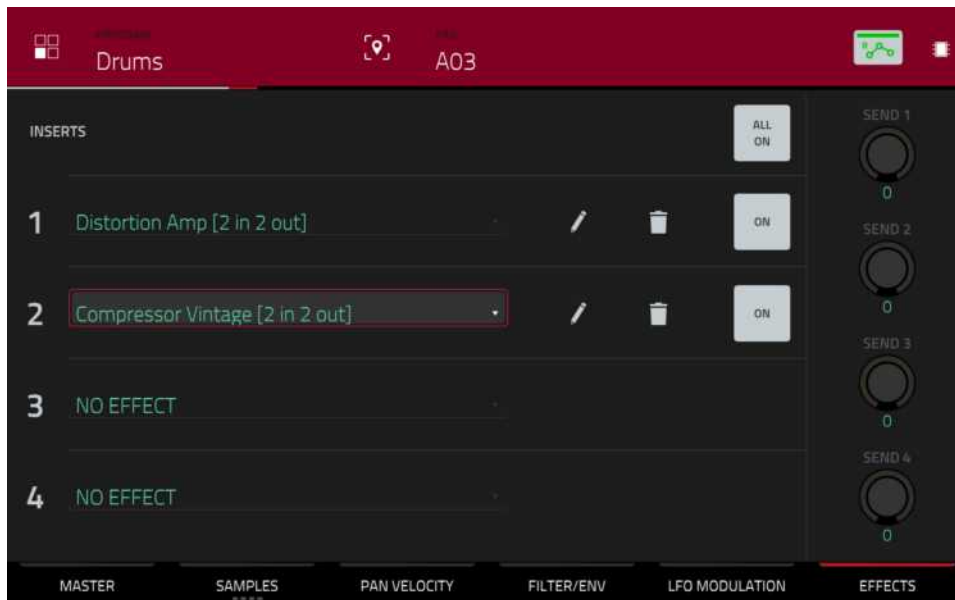 Drums
A03
INSERTS
ALL
ON
SEND 1
0
1
Distortion Amp [2 in 2 out]
ON
SEND 2
0
2
Compressor Vintage [2 in 2 out]
ON
SEND 3
0
3
NO EFFECT
SEND 4
0
4
NO EFFECT
MASTER
SAMPLES
PAN VELOCITY
FILTER/ENV
LFO MODULATION
EFFECTS